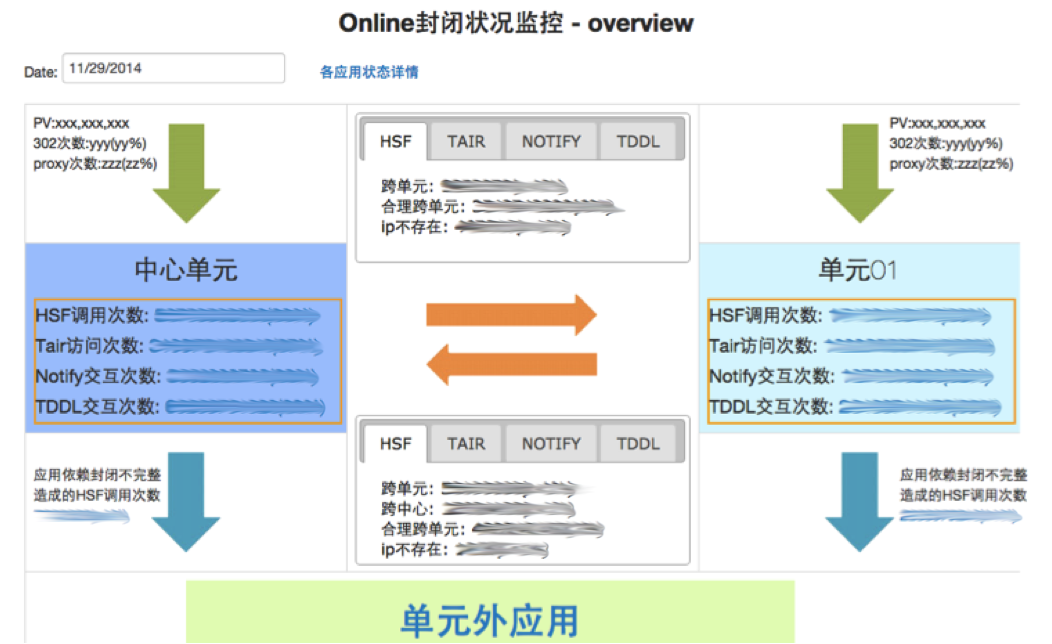 Online封闭状况监控 - overview
Date: 11/29/2014 各应用状态详情
PV:xxx,xxx,xxx
302次数:yyy(yy%)
proxy次数:zzz(zz%)
HSF TAIR NOTIFY TDDL
跨单元:
合理跨单元:
ip不存在:
PV:xxx,xxx,xxx
302次数:yyy(yy%)
proxy次数:zzz(zz%)
中心单元
HSF调用次数:
Tair访问次数:
Notify交互次数:
TDDL交互次数:
单元01
HSF调用次数:
Tair访问次数:
Notify交互次数:
TDDL交互次数:
应用依赖封闭不完整
造成的HSF调用次数
HSF TAIR NOTIFY TDDL
跨单元:
跨中心:
合理跨单元:
ip不存在:
应用依赖封闭不完整
造成的HSF调用次数
单元外应用